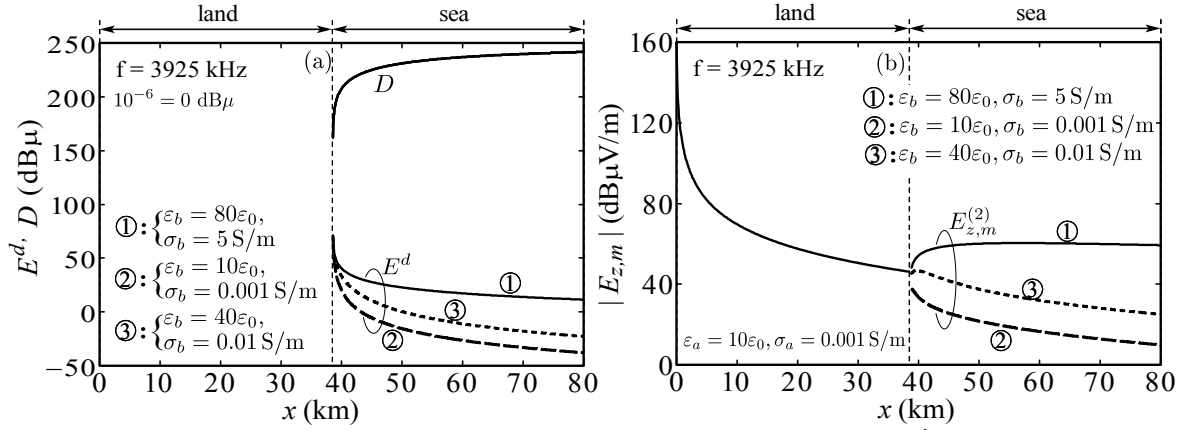 land
sea
250
200
150
100
50
0
−50
E^d, D (dBμ)
f = 3925 kHz
10^{-6} = 0 dBμ
(a)
D
①:{ε_b = 80ε_0,
σ_b = 5 S/m
②:{ε_b = 10ε_0,
σ_b = 0.001 S/m
③:{ε_b = 40ε_0,
σ_b = 0.01 S/m
E^d
①
③
②
0 10 20 30 40 50 60 70 80
x (km)
land
sea
160
120
80
40
0
| E_{z,m} | (dBμV/m)
f = 3925 kHz
(b)
①:ε_b = 80ε_0, σ_b = 5 S/m
②:ε_b = 10ε_0, σ_b = 0.001 S/m
③:ε_b = 40ε_0, σ_b = 0.01 S/m
E_{z,m}^{(2)}
①
③
②
ε_a = 10ε_0, σ_a = 0.001 S/m
0 10 20 30 40 50 60 70 80
x (km)